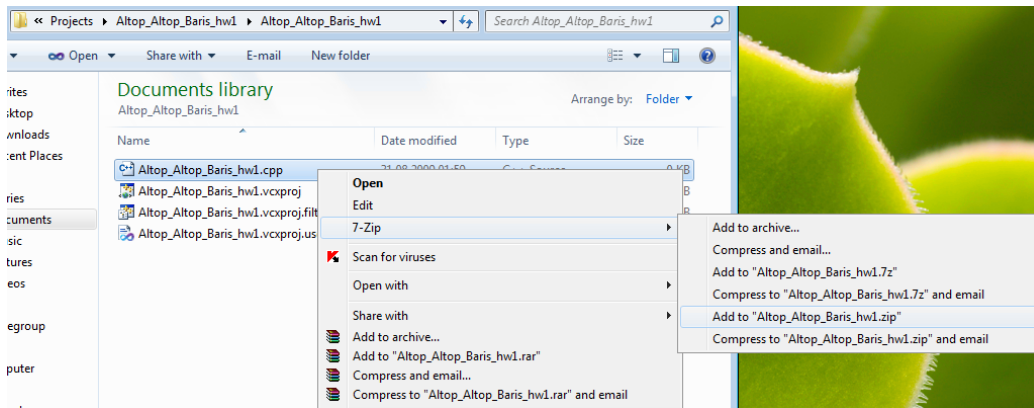 « Projects ▸ Altop_Altop_Baris_hw1 ▸ Altop_Altop_Baris_hw1
Search Altop_Altop_Baris_hw1
Open Share with E-mail New folder
Documents library
Altop_Altop_Baris_hw1
Arrange by: Folder
Name Date modified Type Size
rites
sktop
wnloads
cent Places
ries
cuments
sic
tures
eos
egroup
puter
Altop_Altop_Baris_hw1.cpp
Altop_Altop_Baris_hw1.vcxproj
Altop_Altop_Baris_hw1.vcxproj.filt
Altop_Altop_Baris_hw1.vcxproj.us
KB
B
B
B
Open
Edit
7-Zip
Scan for viruses
Open with
Share with
Add to archive...
Add to "Altop_Altop_Baris_hw1.rar"
Compress and email...
Compress to "Altop_Altop_Baris_hw1.rar" and email
Add to archive...
Compress and email...
Add to "Altop_Altop_Baris_hw1.7z"
Compress to "Altop_Altop_Baris_hw1.7z" and email
Add to "Altop_Altop_Baris_hw1.zip"
Compress to "Altop_Altop_Baris_hw1.zip" and email